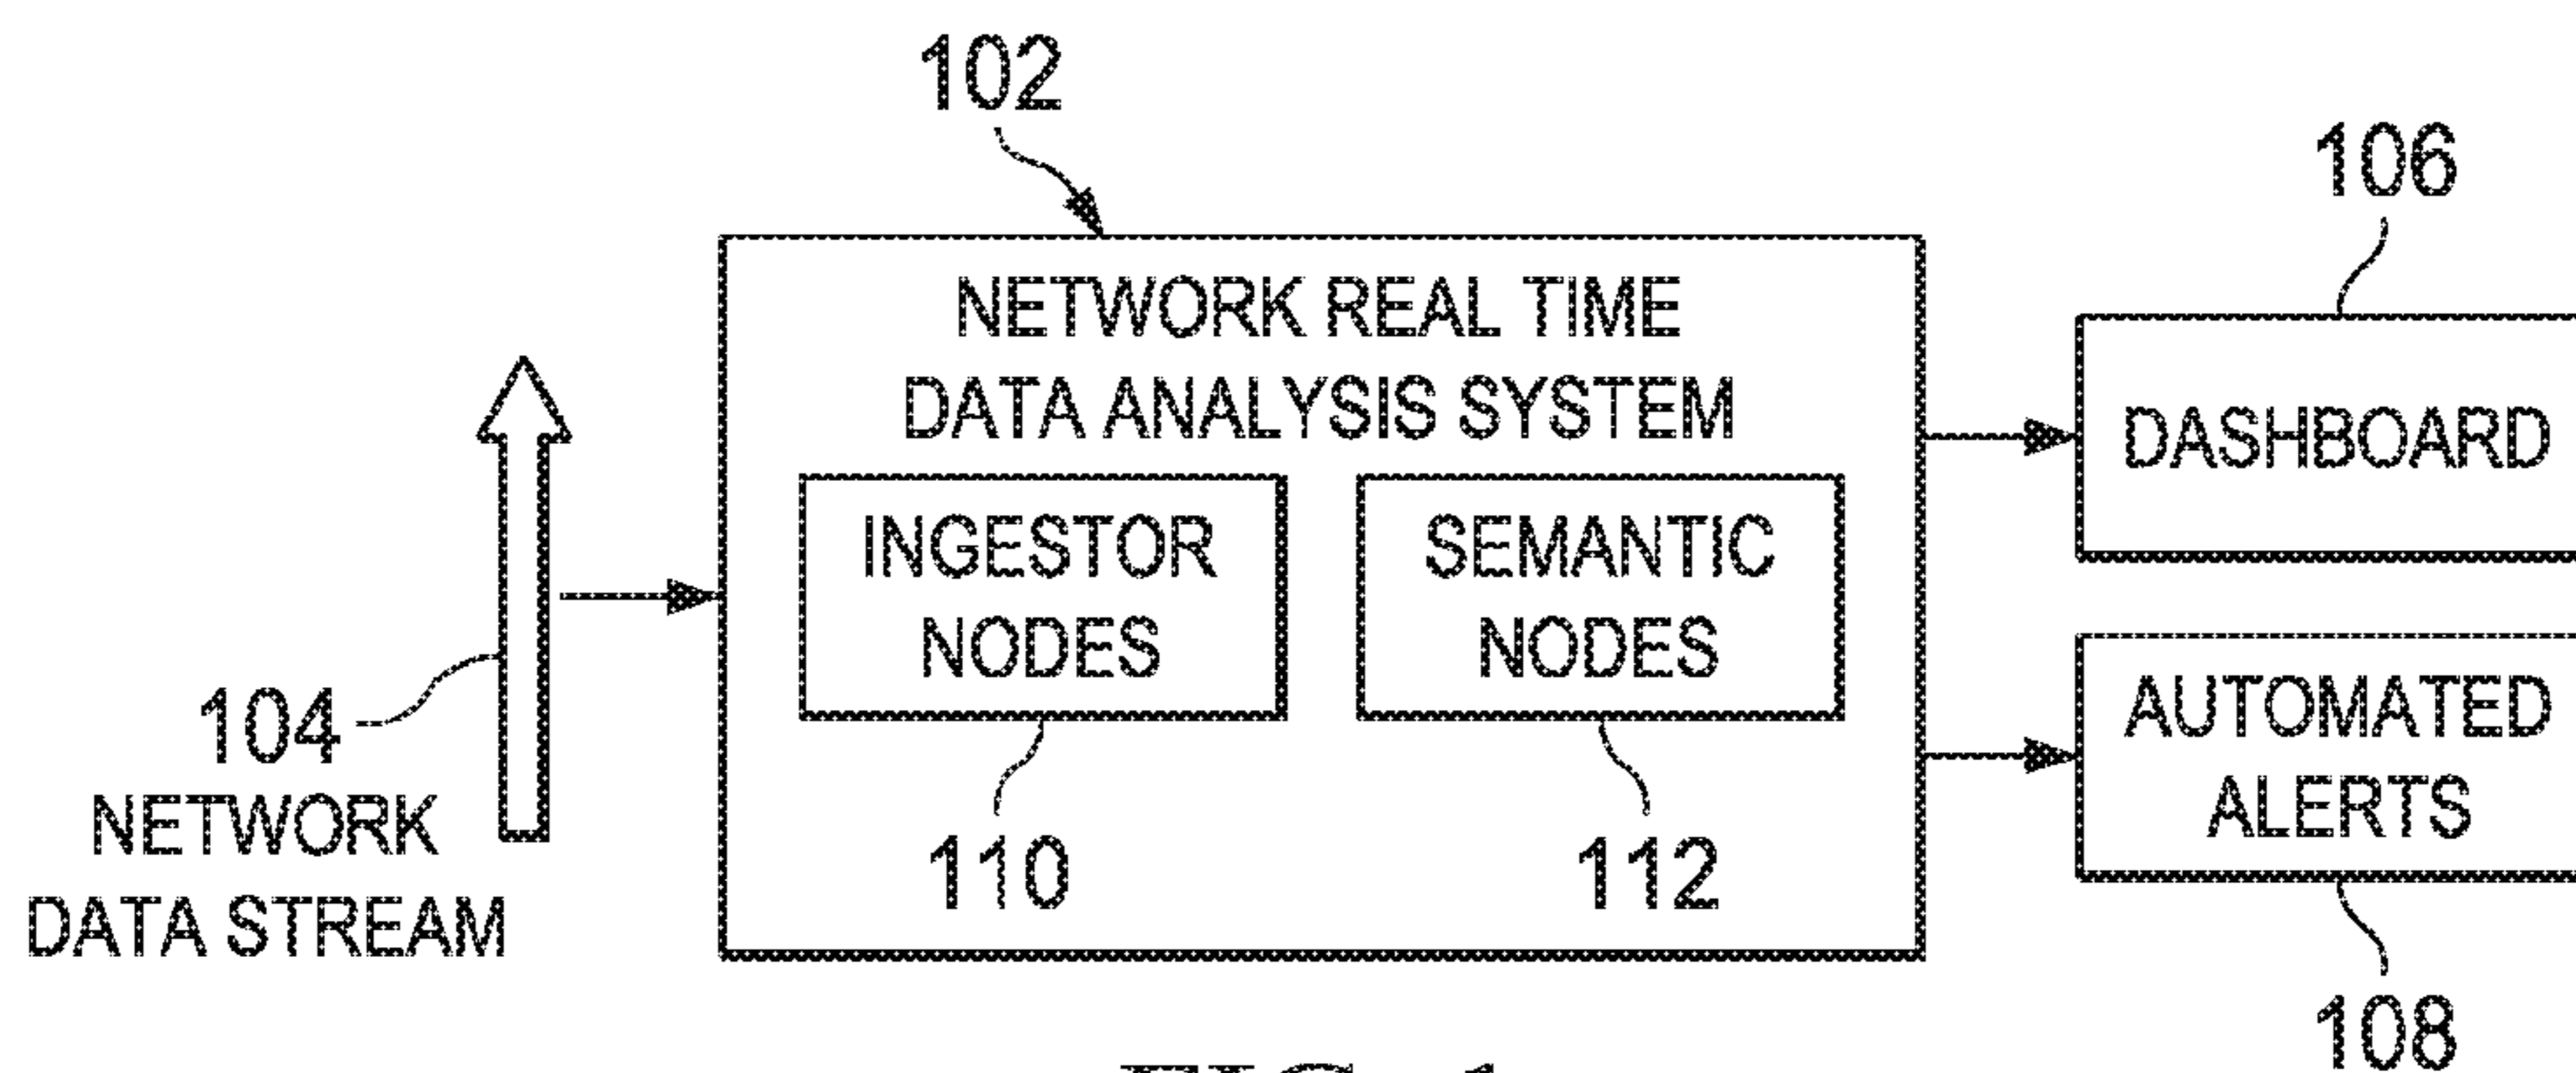 102
106
NETWORK REAL TIME
DATA ANALYSIS SYSTEM
DASHBOARD
INGESTOR
NODES
SEMANTIC
NODES
104
NETWORK
DATA STREAM
AUTOMATED
ALERTS
110
112
108